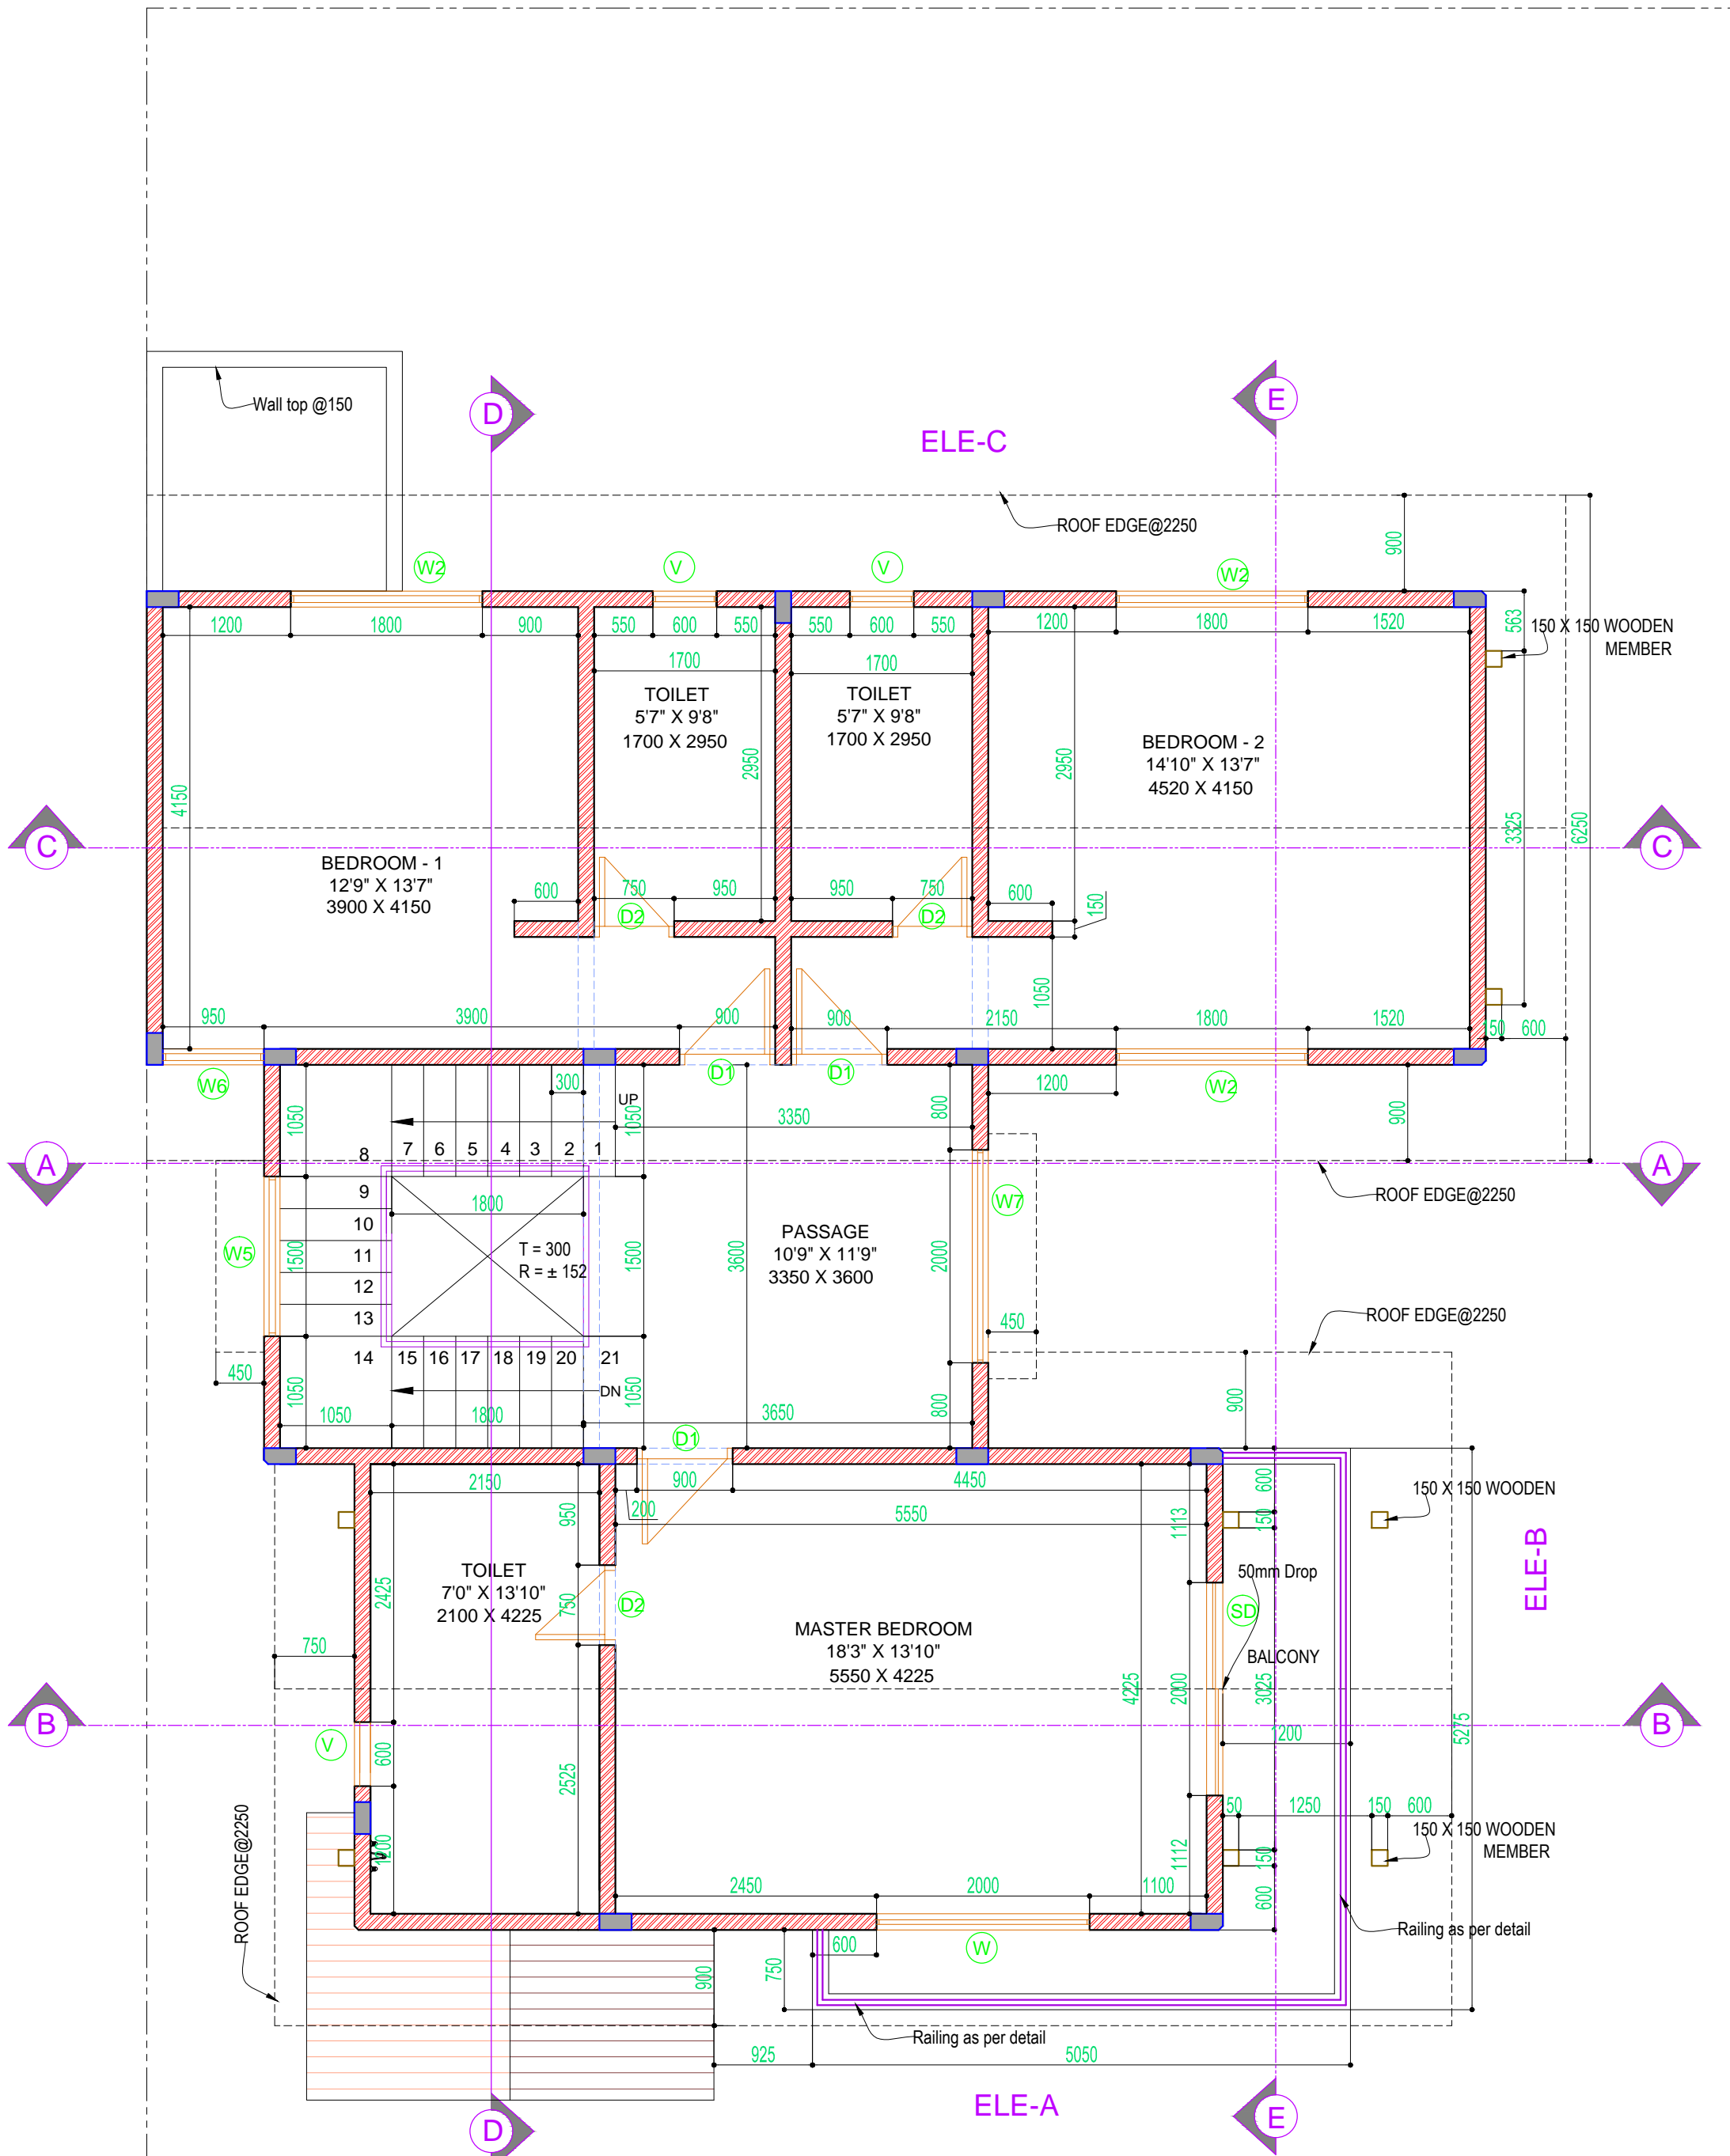 Wall top @150
D
E
ELE-C
ROOF EDGE@2250
900
W2
V
V
W2
1200
1800
900
550
600
550
550
600
550
1200
1800
1520
563
150 X 150 WOODEN
MEMBER
1700
1700
TOILET
5'7" X 9'8"
1700 X 2950
TOILET
5'7" X 9'8"
1700 X 2950
BEDROOM - 2
14'10" X 13'7"
4520 X 4150
4150
2950
2950
3325
6250
C
C
BEDROOM - 1
12'9" X 13'7"
3900 X 4150
600
750
950
950
750
600
150
D2
D2
1050
950
3900
900
900
2150
1800
1520
150
600
W6
D1
D1
W2
300
UP
1200
1050
1050
3350
800
900
8
7
6
5
4
3
2
1
A
A
ROOF EDGE@2250
9
10
11
12
13
1800
W7
W5
1500
T = 300
R = ± 152
1500
3600
PASSAGE
10'9" X 11'9"
3350 X 3600
2000
ROOF EDGE@2250
450
14
15
16
17
18
19
20
21
450
1050
DN
1050
800
900
1050
1800
3650
D1
2150
950
200
900
4450
600
150 X 150 WOODEN
5550
1113
150
ELE-B
TOILET
7'0" X 13'10"
2100 X 4225
2425
750
D2
50mm Drop
SD
MASTER BEDROOM
18'3" X 13'10"
5550 X 4225
BALCONY
750
4225
2000
3025
B
B
V
600
1200
5275
2525
50
1250
150
600
150 X 150 WOODEN
MEMBER
ROOF EDGE@2250
1200
1112
150
2450
2000
1100
600
Railing as per detail
W
600
900
750
Railing as per detail
925
5050
ELE-A
D
E